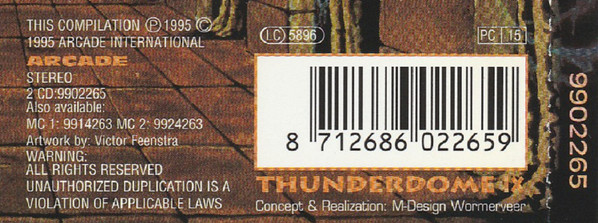 THIS COMPILATION Ⓟ 1995 ©
1995 ARCADE INTERNATIONAL
ARCADE
STEREO
2 CD:9902265
Also available:
MC 1: 9914263 MC 2: 9924263
Artwork by: Victor Feenstra
WARNING:
ALL RIGHTS RESERVED
UNAUTHORIZED DUPLICATION IS A
VIOLATION OF APPLICABLE LAWS
LC 5896
PC 15
8 712686 022659
THUNDERDOME IX
Concept & Realization: M-Design Wormerveer
9902265